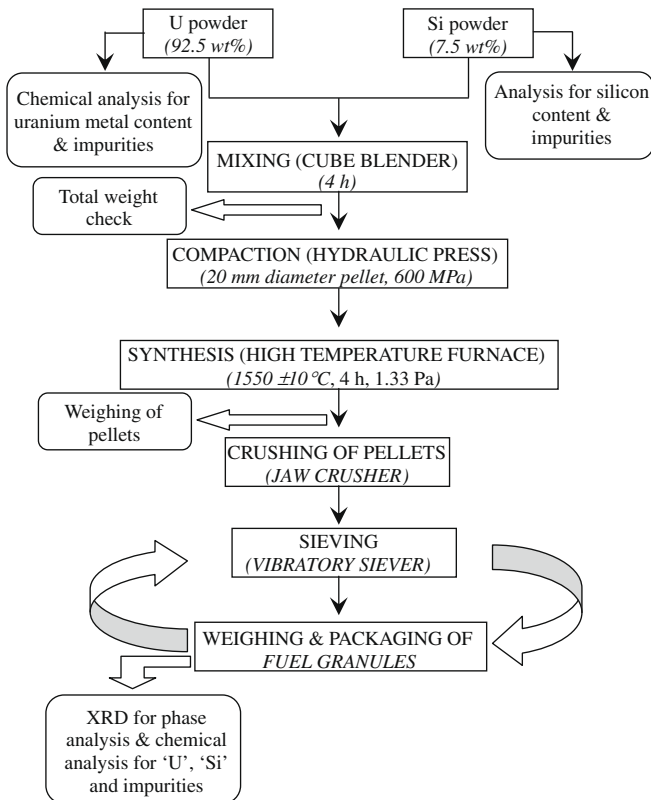 U powder
(92.5 wt%)
Si powder
(7.5 wt%)
Chemical analysis for
uranium metal content
& impurities
Analysis for silicon
content &
impurities
MIXING (CUBE BLENDER)
(4 h)
Total weight
check
COMPACTION (HYDRAULIC PRESS)
(20 mm diameter pellet, 600 MPa)
SYNTHESIS (HIGH TEMPERATURE FURNACE)
(1550 ±10°C, 4 h, 1.33 Pa)
Weighing of
pellets
CRUSHING OF PELLETS
(JAW CRUSHER)
SIEVING
(VIBRATORY SIEVER)
WEIGHING & PACKAGING OF
FUEL GRANULES
XRD for phase
analysis & chemical
analysis for ‘U’, ‘Si’
and impurities